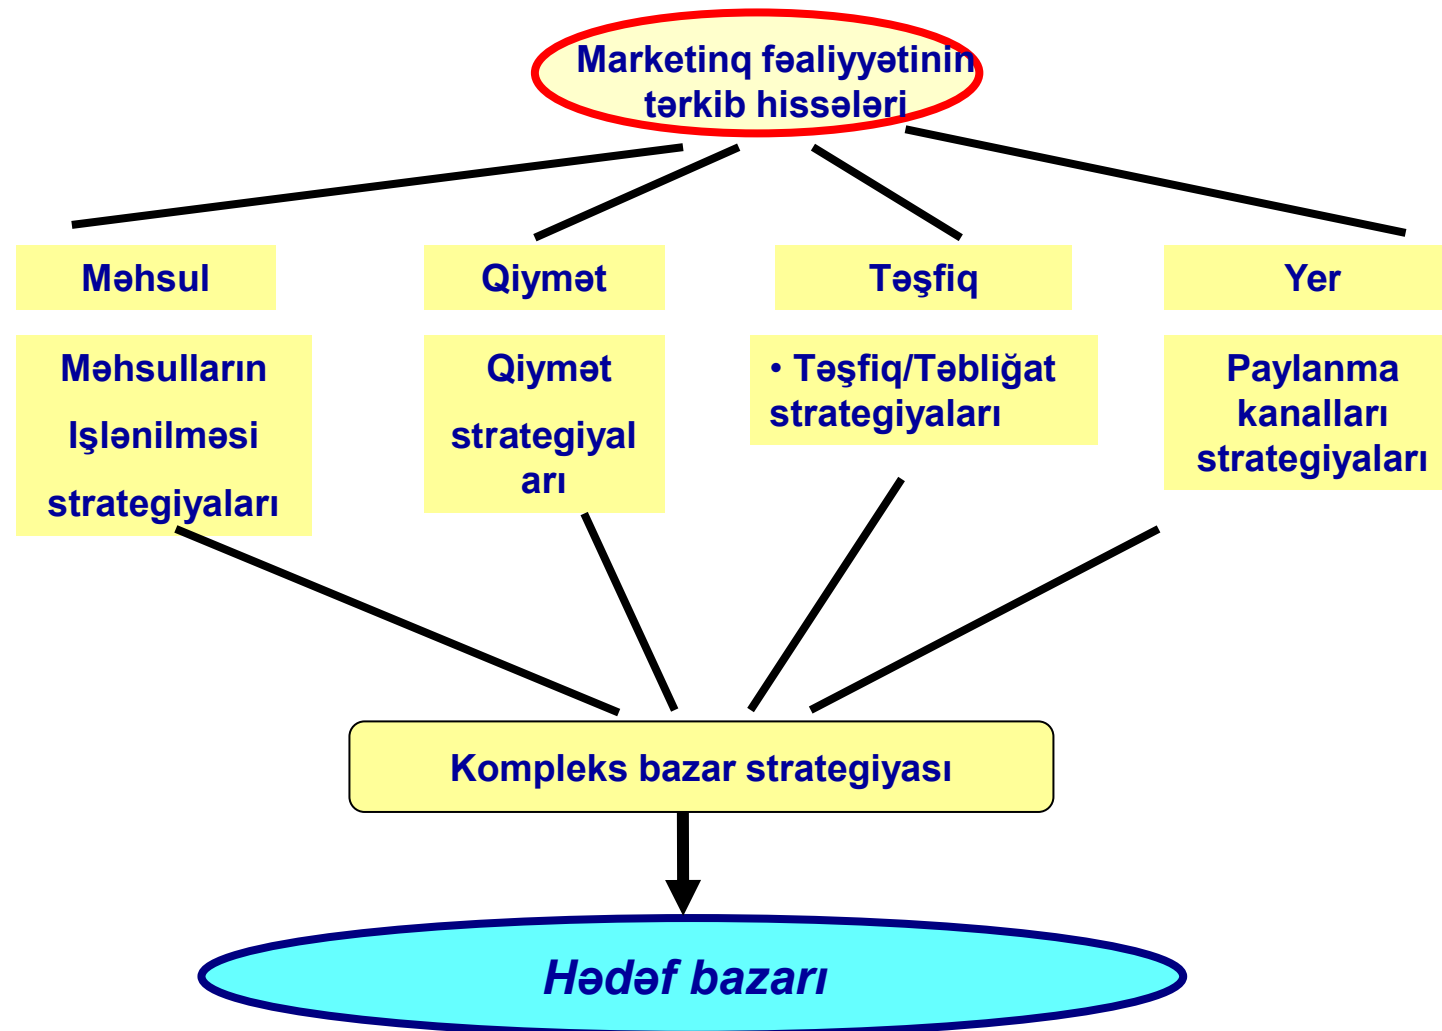 Marketinq fəaliyyətinin
tərkib hissələri
Məhsul
Qiymət
Təşfiq
Yer
Məhsulların
Işlənilməsi
strategiyaları
Qiymət
strategiyal
arı
• Təşfiq/Təbliğat
strategiyaları
Paylanma
kanalları
strategiyaları
Kompleks bazar strategiyası
Hədəf bazarı